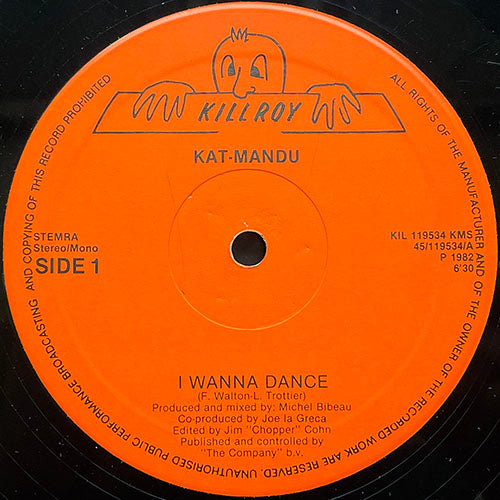 KILLROY
KAT-MANDU
STEMRA
Stereo/Mono
SIDE 1
KIL 119534 KMS
45/119534/A
P 1982
6'30
I WANNA DANCE
(F. Walton-L. Trottier)
Produced and mixed by: Michel Bibeau
Co-produced by Joe la Greca
Edited by Jim "Chopper" Cohn
Published and controlled by
"The Company" b.v.
ALL RIGHTS OF THE MANUFACTURER AND OF THE OWNER OF THE RECORDED WORK ARE RESERVED. UNAUTHORISED PUBLIC PERFORMANCE BROADCASTING AND COPYING OF THIS RECORD PROHIBITED